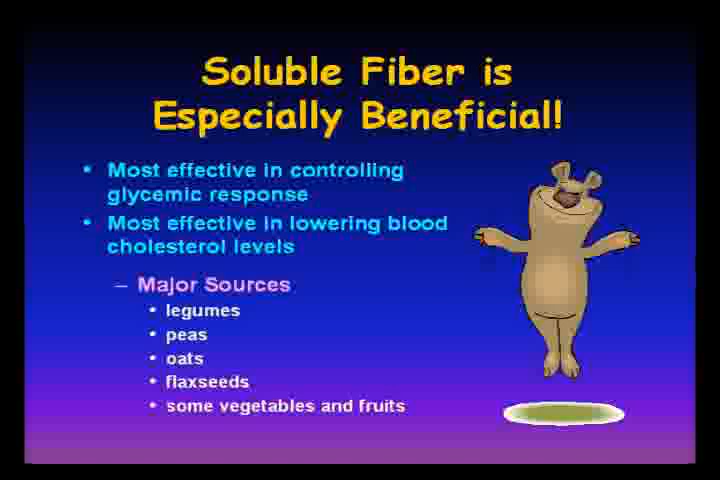 Soluble Fiber is
Especially Beneficial!
• Most effective in controlling
glycemic response
• Most effective in lowering blood
cholesterol levels
– Major Sources
• legumes
• peas
• oats
• flaxseeds
• some vegetables and fruits